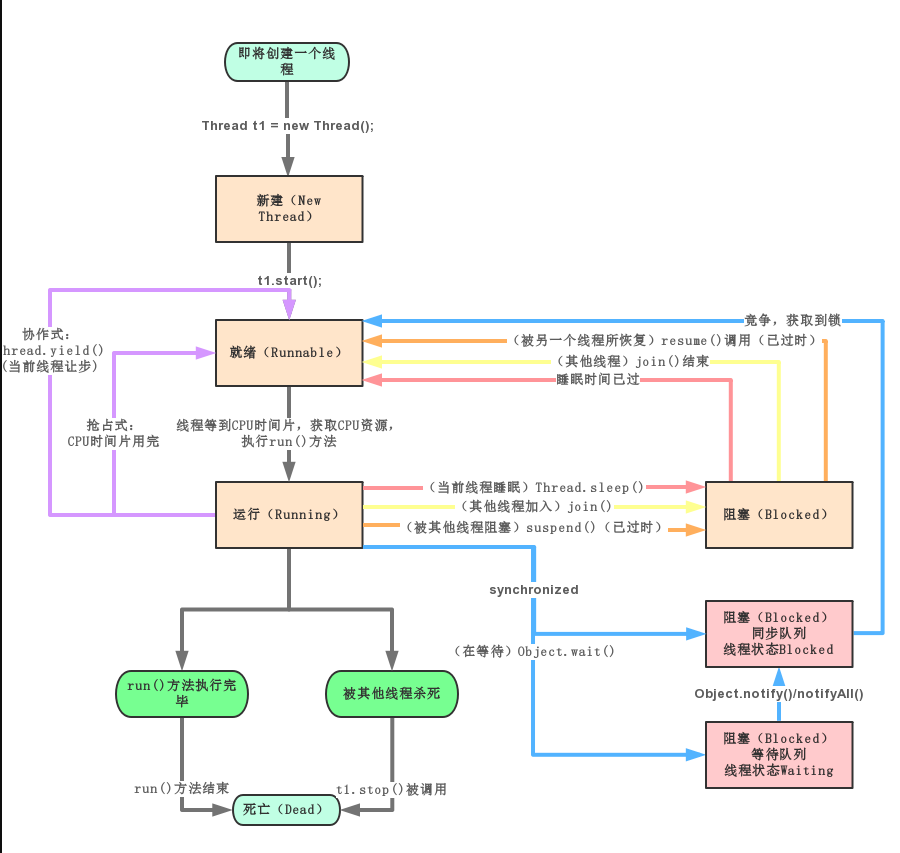 即将创建一个线
程
Thread t1 = new Thread();
新建（New
Thread）
t1.start();
协作式：
hread.yield()
(当前线程让步)
抢占式：
CPU时间片用完
就绪（Runnable）
竞争，获取到锁
（被另一个线程所恢复）resume()调用（已过时）
（其他线程）join()结束
睡眠时间已过
线程等到CPU时间片，获取CPU资源，
执行run()方法
运行（Running）
（当前线程睡眠）Thread.sleep()
（其他线程加入）join()
（被其他线程阻塞）suspend()（已过时）
阻塞（Blocked）
synchronized
（在等待）Object.wait()
阻塞（Blocked）
同步队列
线程状态Blocked
Object.notify()/notifyAll()
阻塞（Blocked）
等待队列
线程状态Waiting
run()方法执行完
毕
被其他线程杀死
run()方法结束
t1.stop()被调用
死亡（Dead）